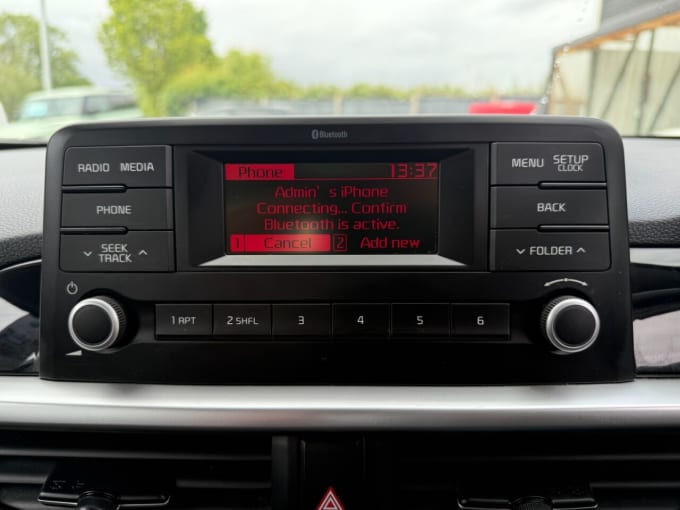 Bluetooth
RADIO MEDIA
PHONE
SEEK
TRACK
Phone 13:37
Admin's iPhone
Connecting... Confirm
Bluetooth is active.
1 Cancel 2 Add new
MENU SETUP
CLOCK
BACK
FOLDER
1 RPT 2 SHFL 3 4 5 6